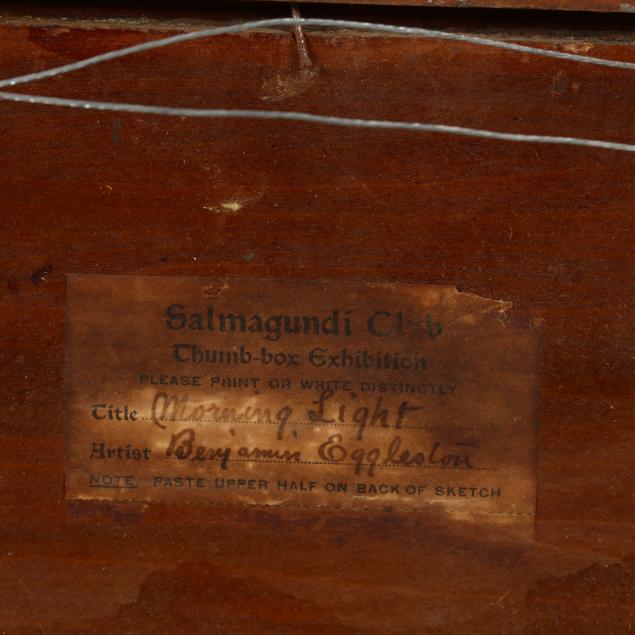 Salmagundi Club
Thumb-box Exhibition
PLEASE PRINT OR WRITE DISTINCTLY
Title Morning Light
Artist Benjamin Eggleston
NOTE. PASTE UPPER HALF ON BACK OF SKETCH